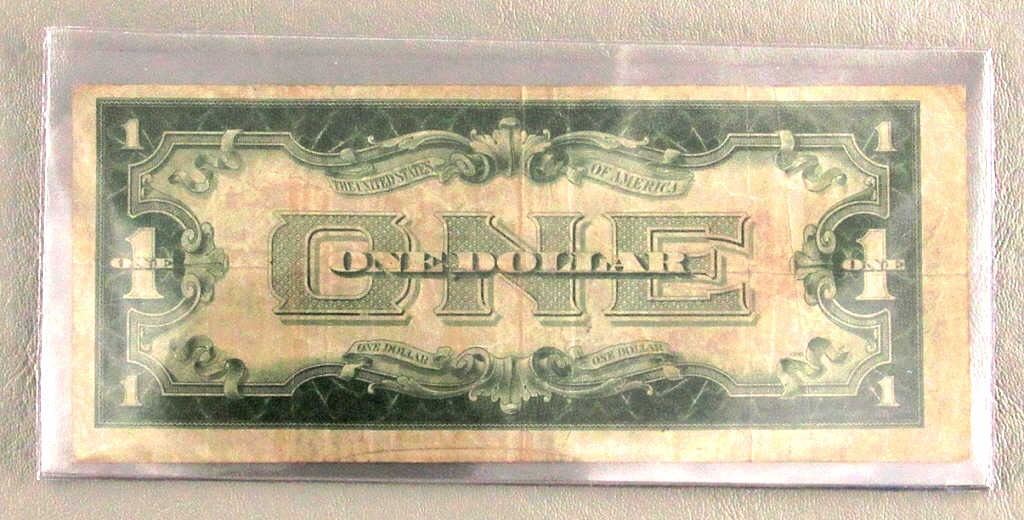 1 1
THE UNITED STATES OF AMERICA
ONE
ONE DOLLAR
1 ONE 1 ONE
ONE DOLLAR ONE DOLLAR
1 1